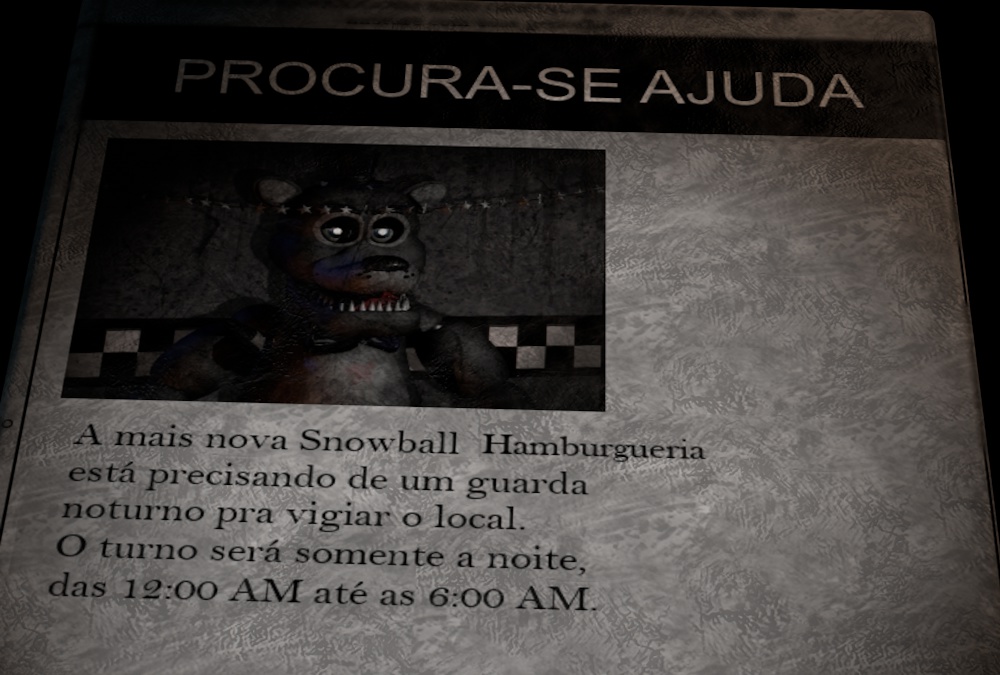 PROCURA-SE AJUDA
A mais nova Snowball Hamburgueria
está precisando de um guarda
noturno pra vigiar o local.
O turno será somente a noite,
das 12:00 AM até as 6:00 AM.